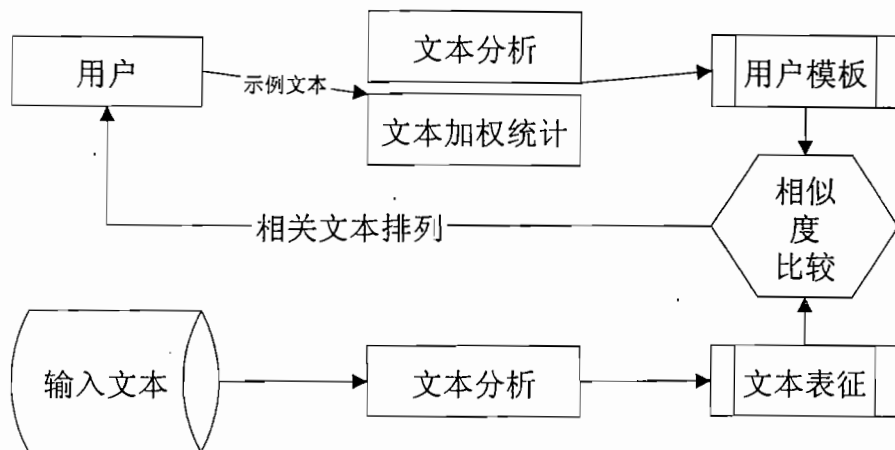 用户
示例文本
文本分析
文本加权统计
用户模板
相似
度
比较
相关文本排列
输入文本
文本分析
文本表征